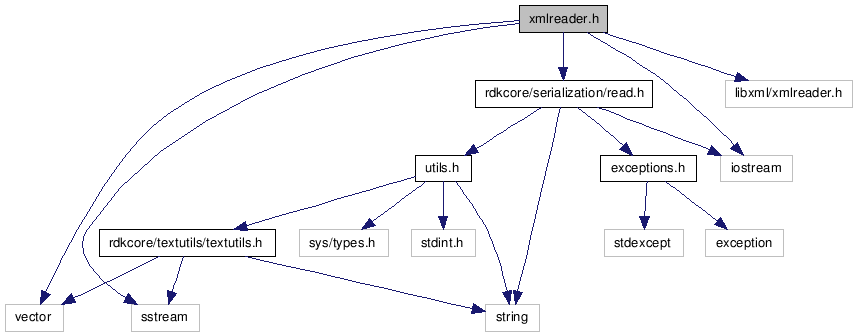 xmlreader.h
rdkcore/serialization/read.h
libxml/xmlreader.h
utils.h
exceptions.h
iostream
rdkcore/textutils/textutils.h
sys/types.h
stdint.h
stdexcept
exception
vector
sstream
string